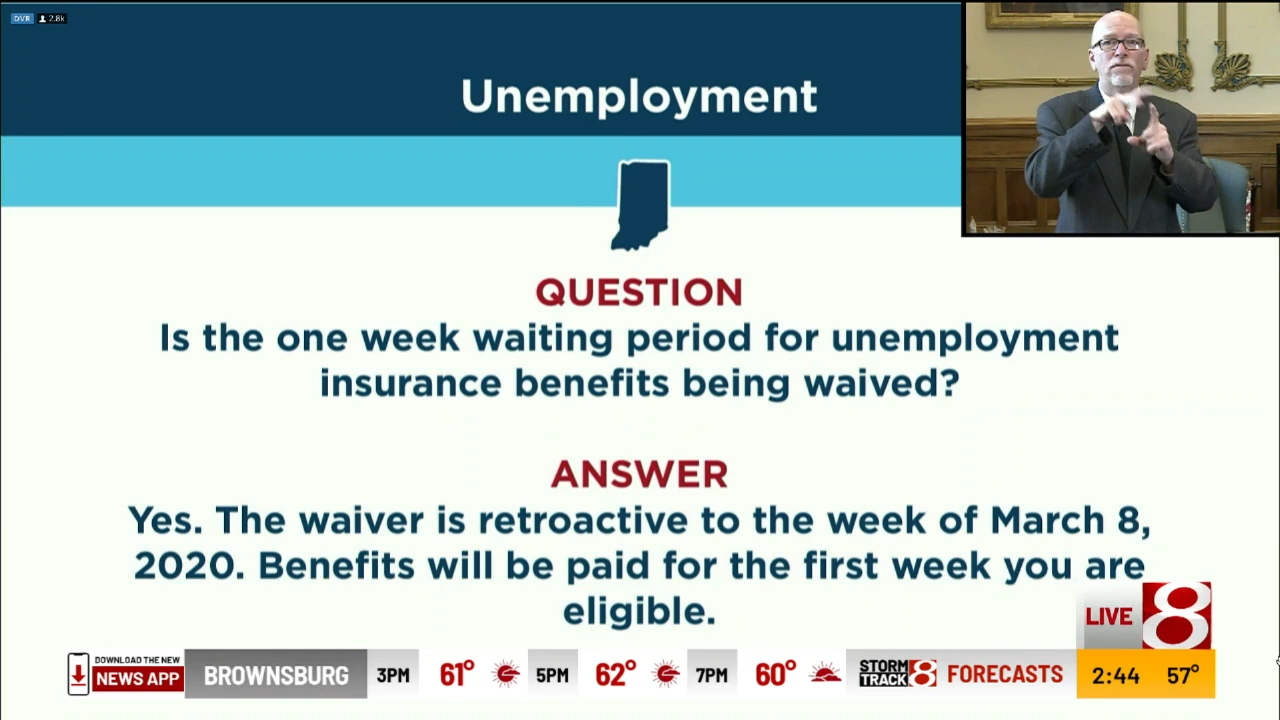 DVR 2.8k
Unemployment
QUESTION
Is the one week waiting period for unemployment
insurance benefits being waived?
ANSWER
Yes. The waiver is retroactive to the week of March 8,
2020. Benefits will be paid for the first week you are
eligible.
LIVE 8
DOWNLOAD THE NEW
NEWS APP
BROWNSBURG 3PM 61° 5PM 62° 7PM 60°
STORM
TRACK 8
FORECASTS
2:44 57°